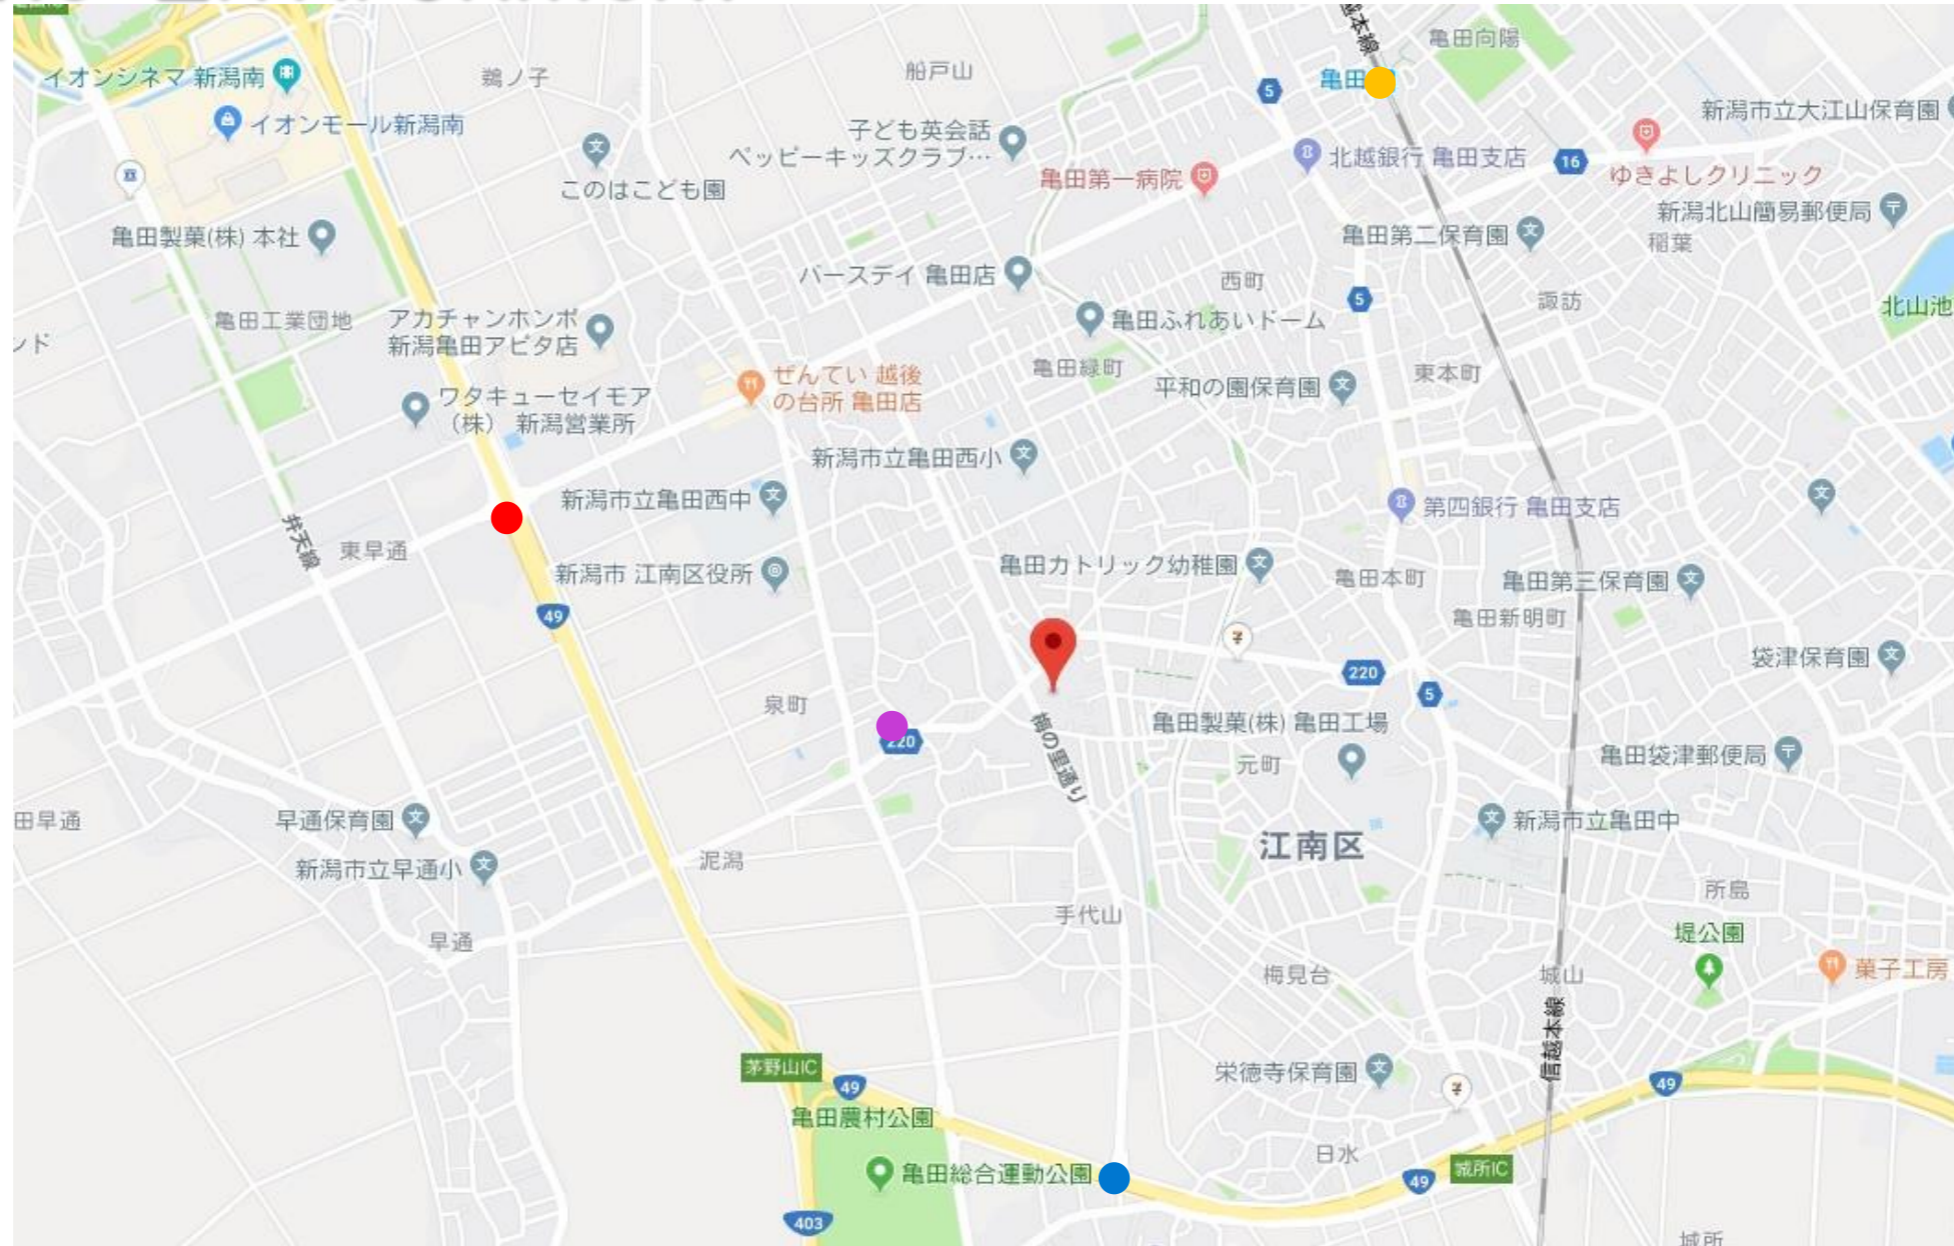 越本線
亀田向陽
イオンシネマ 新潟南
鵜ノ子
船戸山
亀田
5
イオンモール新潟南
新潟市立大江山保育園
子ども英会話
ペッピーキッズクラブ…
北越銀行 亀田支店
16
このはこども園
亀田第一病院
ゆきよしクリニック
新潟北山簡易郵便局
亀田製菓(株) 本社
亀田第二保育園
稲葉
バースデイ 亀田店
西町
5
諏訪
北山池
亀田工業団地
アカチャンホンポ
新潟亀田アピタ店
亀田ふれあいドーム
ンド
亀田緑町
東本町
ぜんてい 越後
の台所 亀田店
平和の園保育園
ワタキューセイモア
（株） 新潟営業所
新潟市立亀田西小
新潟市立亀田西中
第四銀行 亀田支店
弁天線
東早通
新潟市 江南区役所
亀田カトリック幼稚園
亀田本町
亀田第三保育園
49
亀田新明町
袋津保育園
220
5
泉町
梅の里通り
亀田製菓(株) 亀田工場
220
元町
亀田袋津郵便局
田早通
早通保育園
新潟市立亀田中
江南区
新潟市立早通小
泥潟
所島
手代山
早通
堤公園
梅見台
城山
菓子工房
信越本線
茅野山IC
49
栄徳寺保育園
49
亀田農村公園
日水
亀田総合運動公園
49
城所IC
403
城所